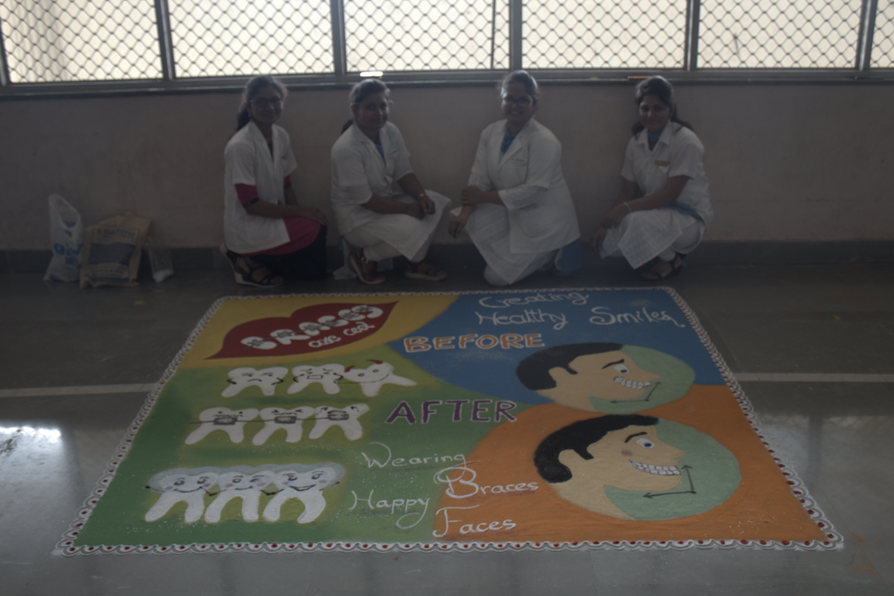 BRACES
are cool
Creating
Healthy Smiles
BEFORE
AFTER
Wearing
Braces
Happy
Faces